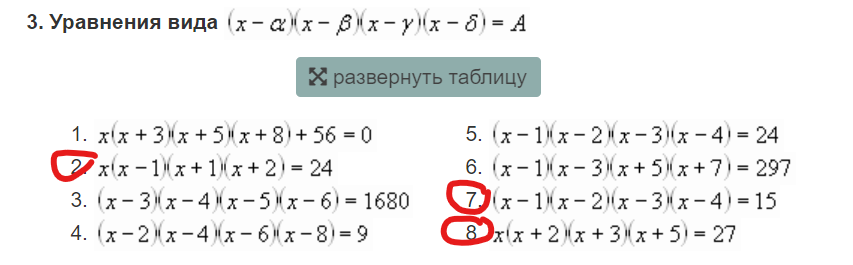 3. Уравнения вида (x − α)(x − β)(x − γ)(x − δ) = A
развернуть таблицу
1. x(x + 3)(x + 5)(x + 8) + 56 = 0
2. x(x − 1)(x + 1)(x + 2) = 24
3. (x − 3)(x − 4)(x − 5)(x − 6) = 1680
4. (x − 2)(x − 4)(x − 6)(x − 8) = 9
5. (x − 1)(x − 2)(x − 3)(x − 4) = 24
6. (x − 1)(x − 3)(x + 5)(x + 7) = 297
7. (x − 1)(x − 2)(x − 3)(x − 4) = 15
8. x(x + 2)(x + 3)(x + 5) = 27